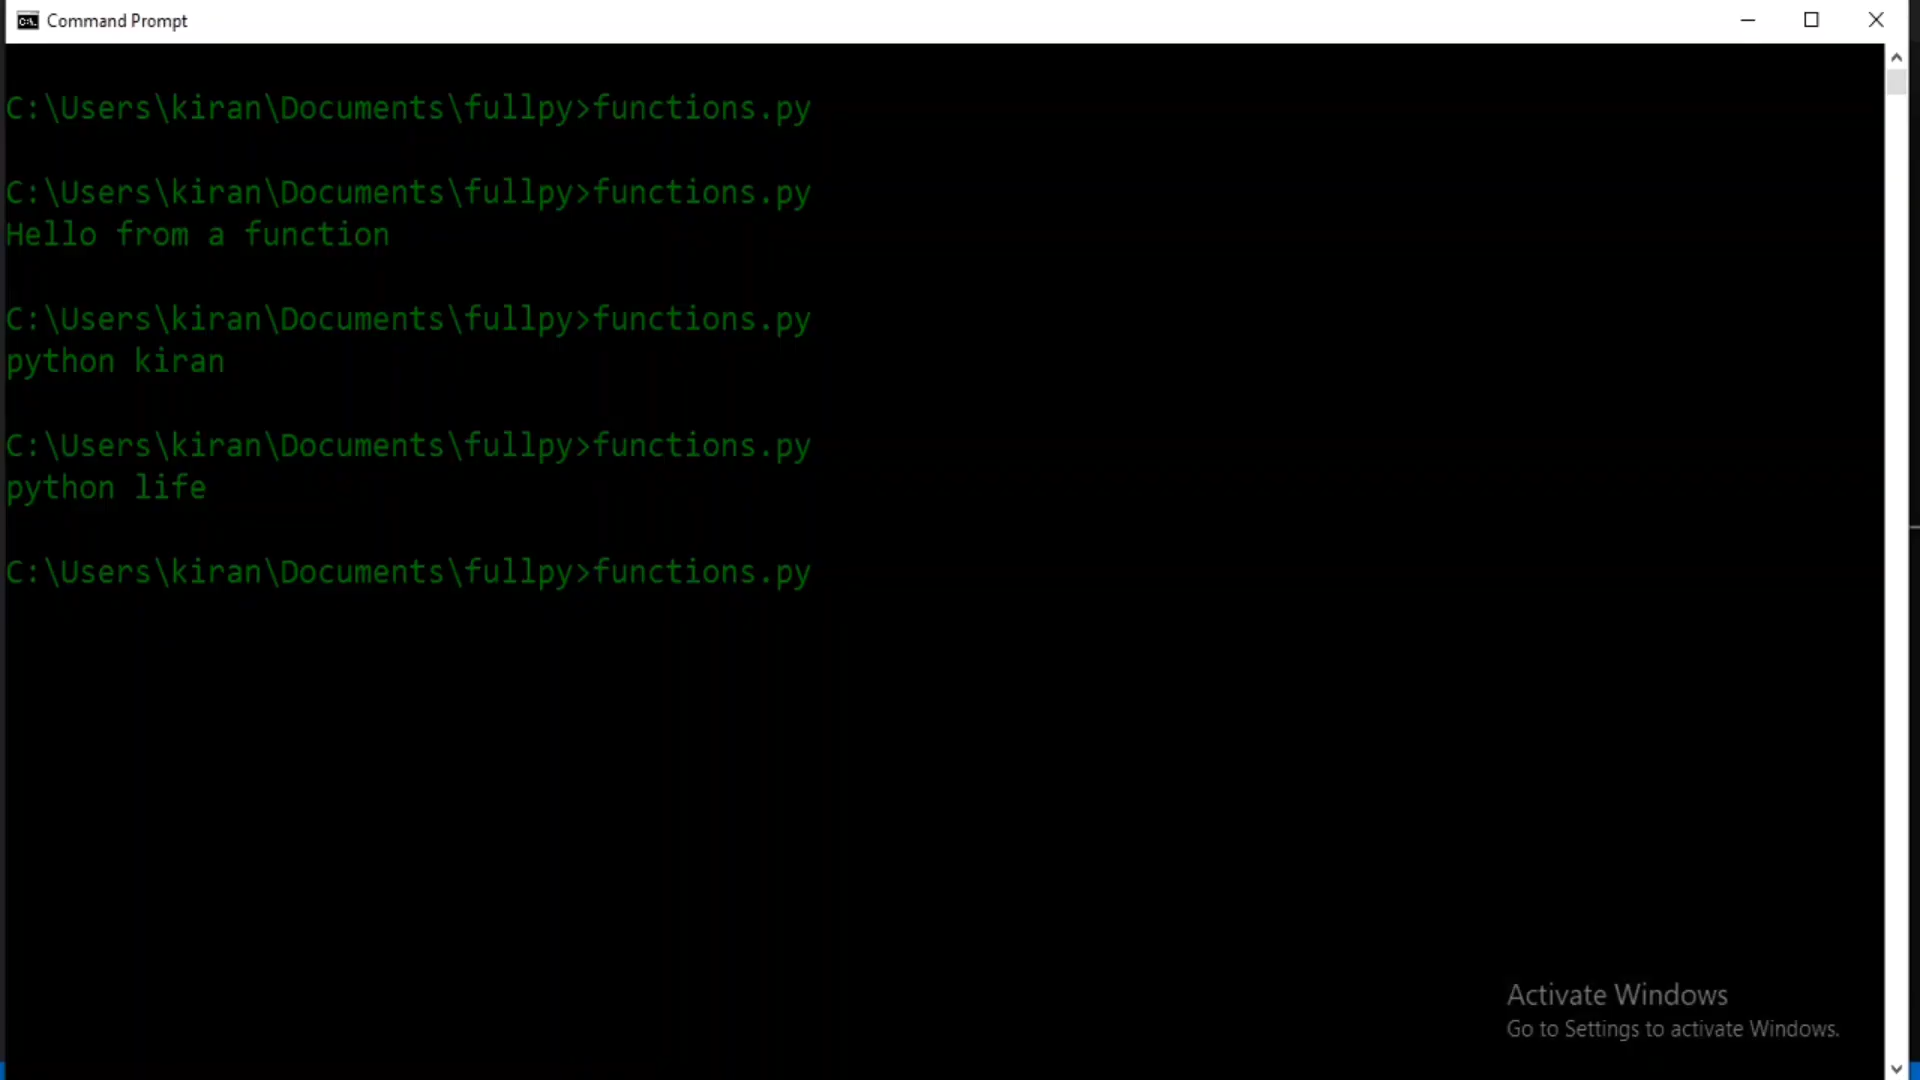 Command Prompt
C:\Users\kiran\Documents\fullpy>functions.py
C:\Users\kiran\Documents\fullpy>functions.py
Hello from a function
C:\Users\kiran\Documents\fullpy>functions.py
python kiran
C:\Users\kiran\Documents\fullpy>functions.py
python life
C:\Users\kiran\Documents\fullpy>functions.py
Activate Windows
Go to Settings to activate Windows.